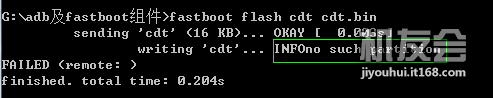 G:\adb及fastboot组件>fastboot flash cdt cdt.bin
sending 'cdt' (16 KB)... OKAY [  0.003s]
writing 'cdt'... INFOno such partition
FAILED (remote: )
finished. total time: 0.204s
机友会
jiyouhui.it168.com